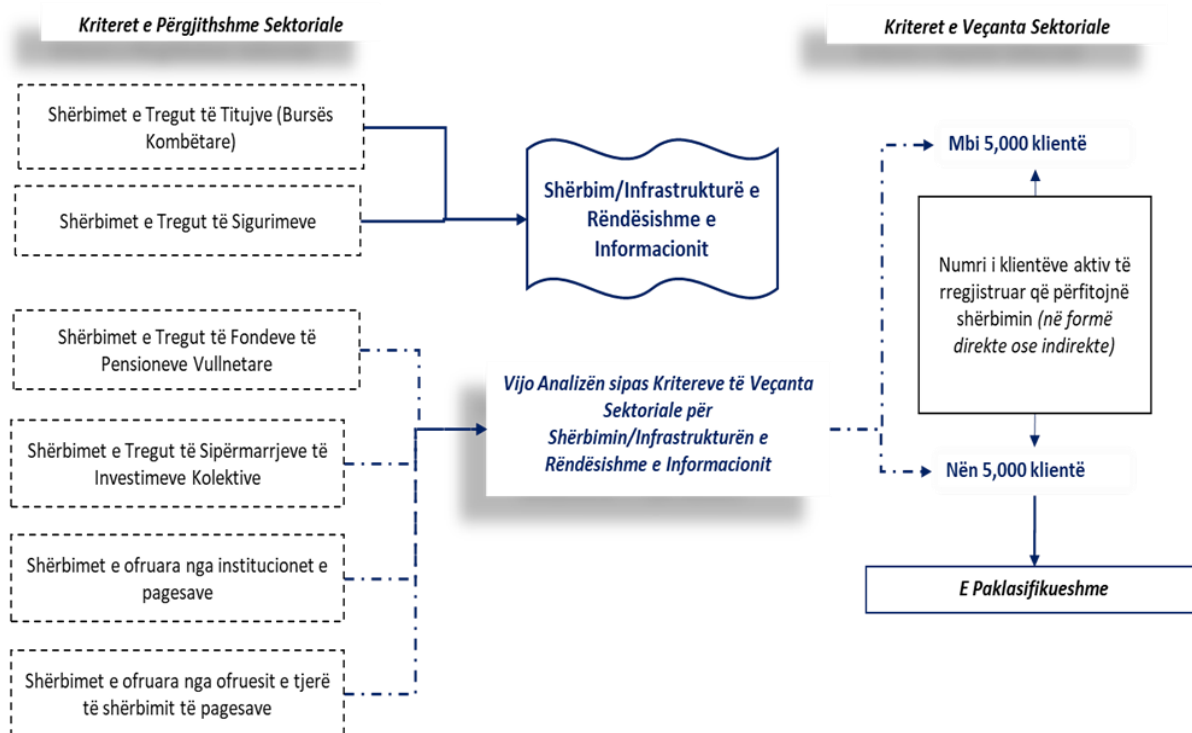 Kriteret e Përgjithshme Sektoriale
Shërbimet e Tregut të Titujve (Bursës
Kombëtare)
Shërbimet e Tregut të Sigurimeve
Shërbimet e Tregut të Fondeve të
Pensioneve Vullnetare
Shërbimet e Tregut të Sipërmarrjeve të
Investimeve Kolektive
Shërbimet e ofruara nga institucionet e
pagesave
Shërbimet e ofruara nga ofruesit e tjerë
të shërbimit të pagesave
Shërbim/Infrastrukturë e
Rëndësishme e
Informacionit
Vijo Analizën sipas Kritereve të Veçanta
Sektoriale për
Shërbimin/Infrastrukturën e
Rëndësishme e Informacionit
Kriteret e Veçanta Sektoriale
Mbi 5,000 klientë
Numri i klientëve aktiv të
rregjistruar që përfitojnë
shërbimin (në formë
direkte ose indirekte)
Nën 5,000 klientë
E Paklasifikueshme